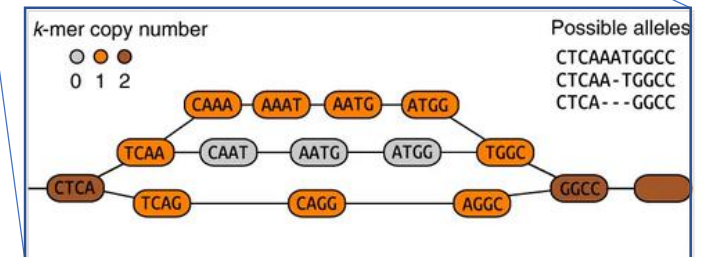 k-mer copy number
0 1 2
Possible alleles
CTCAAATGGCC
CTCAA-TGGCC
CTCA---GGCC
CAAA AAAT AATG ATGG
TCAA CAAT AATG ATGG TGGC
CTCA GGCC
TCAG CAGG AGGC